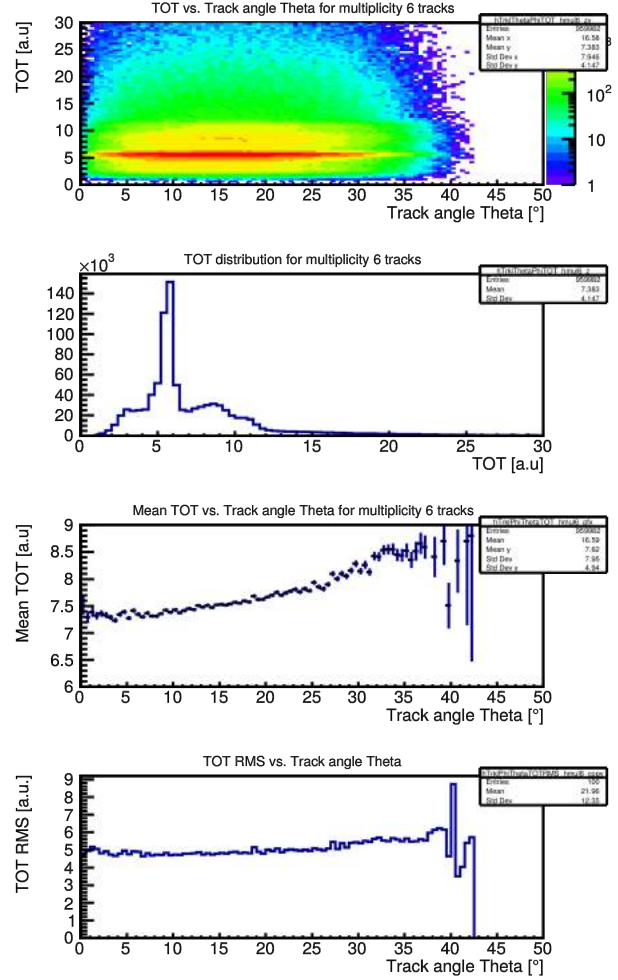 TOT vs. Track angle Theta for multiplicity 6 tracks
TOT [a.u]
30
25
20
15
10
5
0
0 5 10 15 20 25 30 35 40 45 50
Track angle Theta [°]
Entries
Mean x 16.58
Mean y 7.383
Std Dev x 7.946
Std Dev y 4.147
10²
10
1
TOT distribution for multiplicity 6 tracks
×10³
140
120
100
80
60
40
20
0
0 5 10 15 20 25 30
TOT [a.u]
Entries
Mean 7.383
Std Dev 4.147
Mean TOT vs. Track angle Theta for multiplicity 6 tracks
Mean TOT [a.u]
9
8.5
8
7.5
7
6.5
6
0 5 10 15 20 25 30 35 40 45 50
Track angle Theta [°]
Entries
Mean 16.59
Mean y 7.62
Std Dev 7.95
Std Dev y 4.94
TOT RMS vs. Track angle Theta
TOT RMS [a.u.]
9
8
7
6
5
4
3
2
1
0
0 5 10 15 20 25 30 35 40 45 50
Track angle Theta [°]
Entries 100
Mean 21.96
Std Dev 12.35